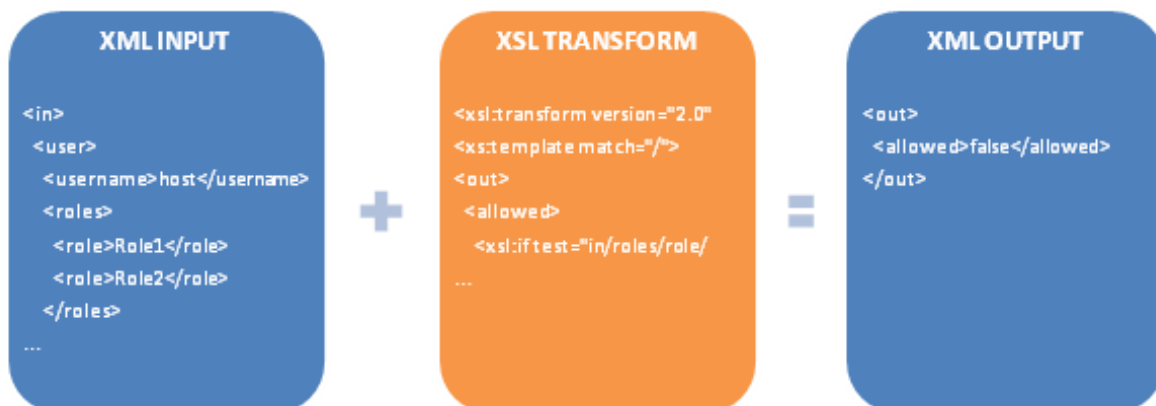 XML INPUT
<in>
<user>
<username>host</username>
<roles>
<role>Role1</role>
<role>Role2</role>
</roles>
...
XSL TRANSFORM
<xsl:transform version="2.0"
<xs:template match="/">
<out>
<allowed>
<xsl:if test="in/roles/role/
...
XML OUTPUT
<out>
<allowed>false</allowed>
</out>